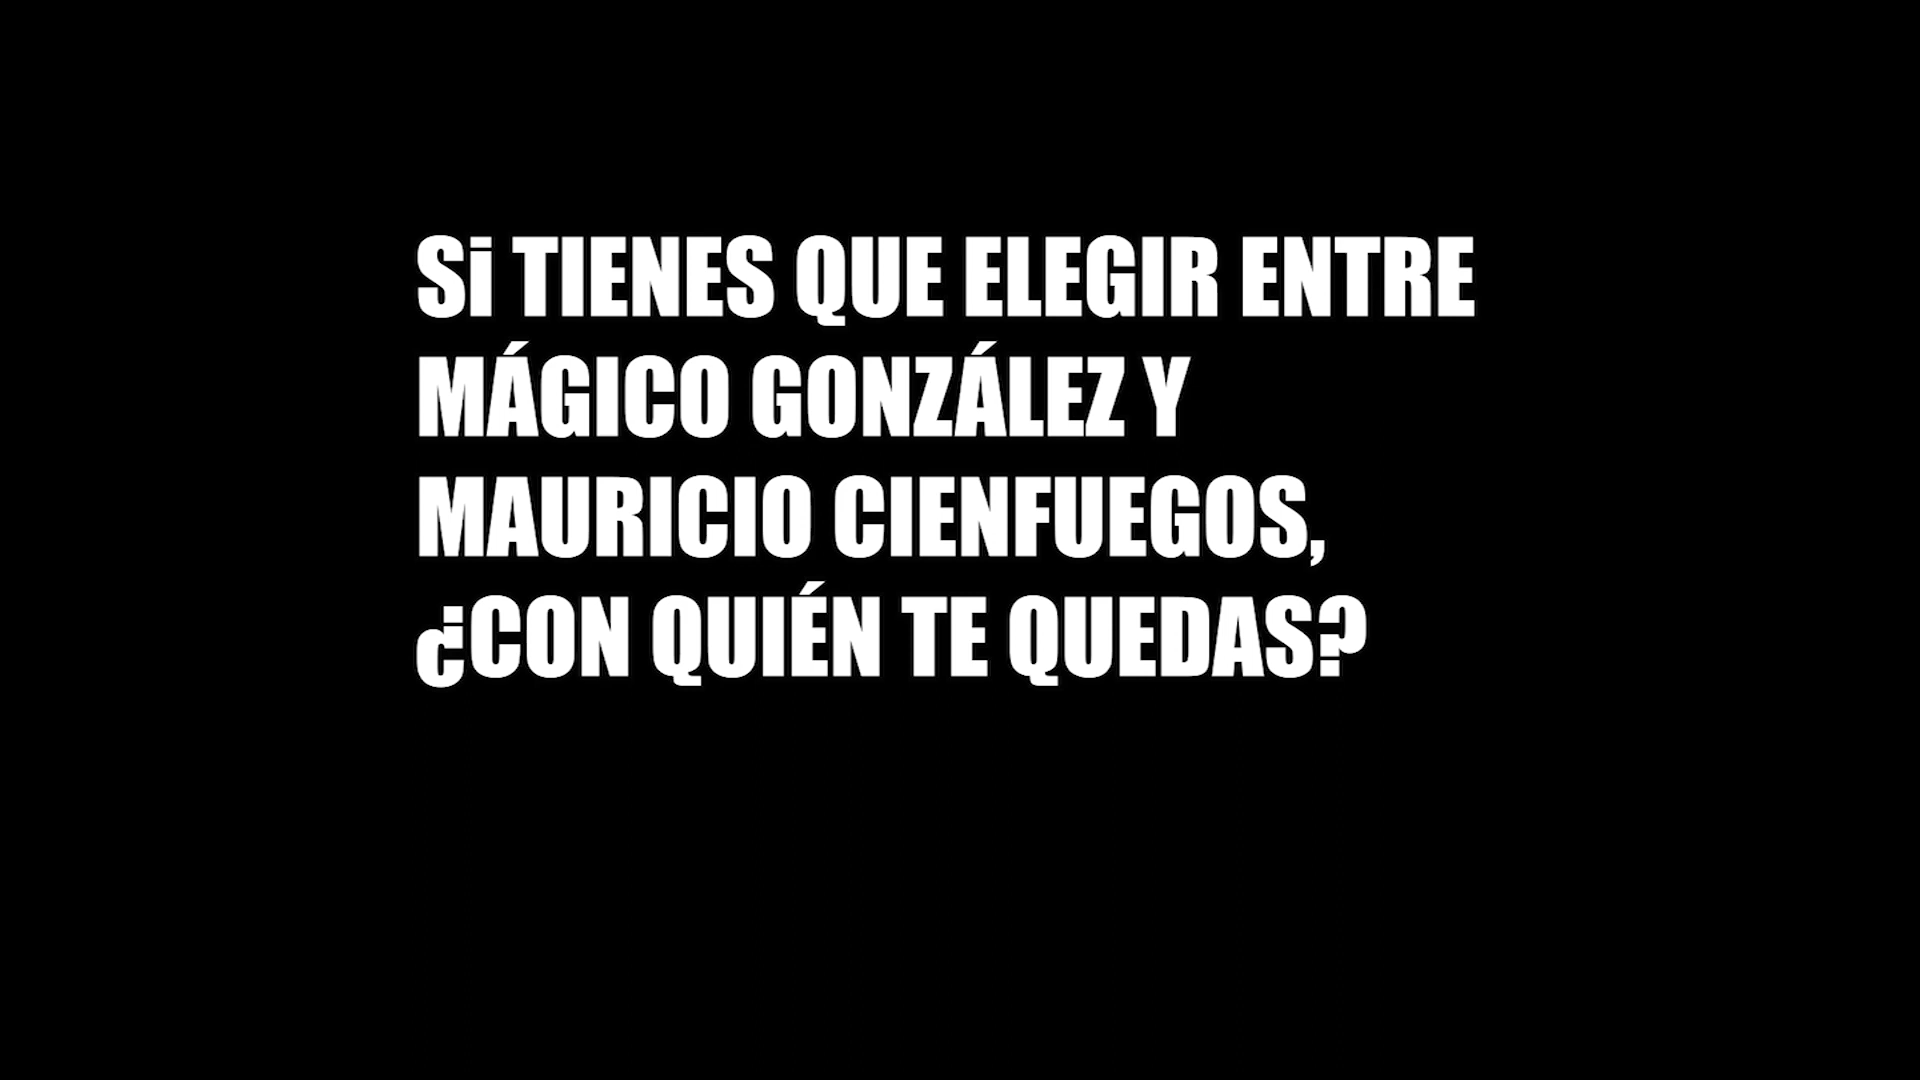 Si TIENES QUE ELEGIR ENTRE
MÁGICO GONZÁLEZ Y
MAURICIO CIENFUEGOS,
¿CON QUIÉN TE QUEDAS?